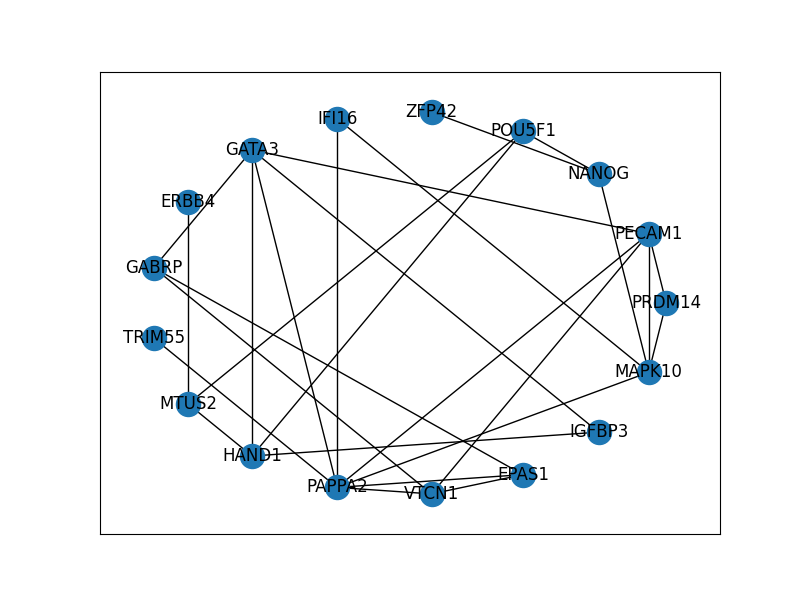 ZFP42
IFI16
POU5F1
GATA3
NANOG
ERBB4
PECAM1
GABRP
PRDM14
TRIM55
MAPK10
MTUS2
IGFBP3
HAND1
EPAS1
PAPPA2
VTCN1